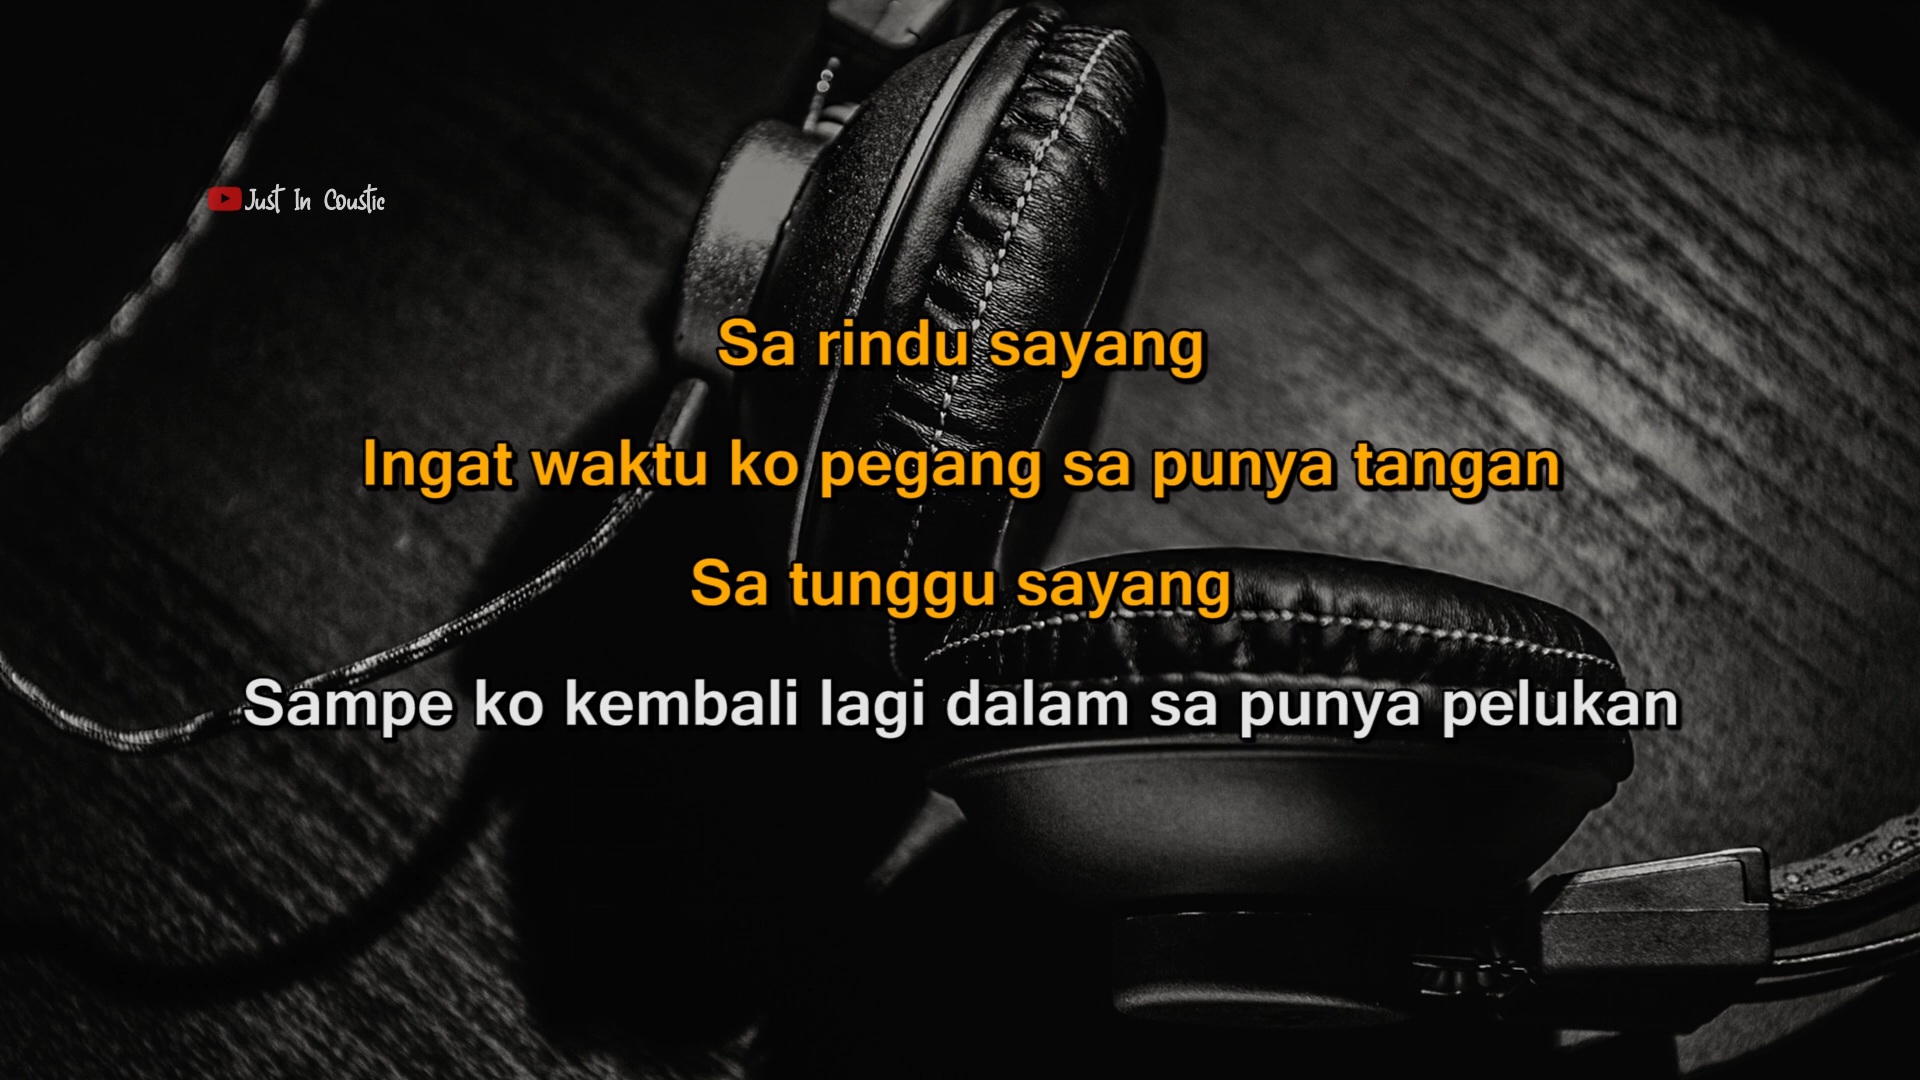 Just In Coustic
Sa rindu sayang
Ingat waktu ko pegang sa punya tangan
Sa tunggu sayang
Sampe ko kembali lagi dalam sa punya pelukan